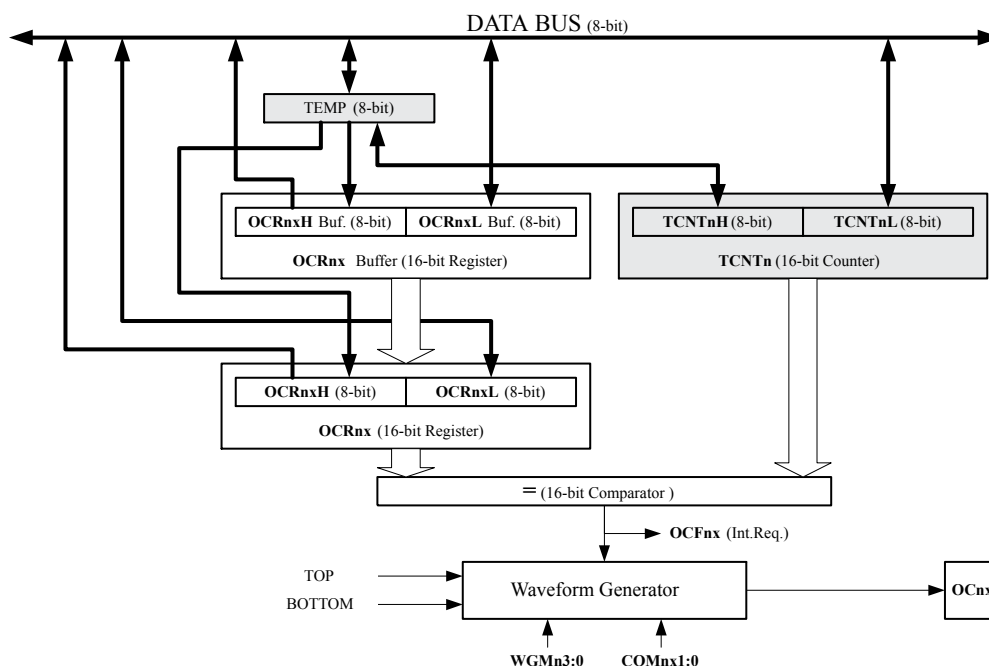 DATA BUS (8-bit)
TEMP (8-bit)
OCRnxH Buf. (8-bit)
OCRnxL Buf. (8-bit)
TCNTnH (8-bit)
TCNTnL (8-bit)
OCRnx Buffer (16-bit Register)
TCNTn (16-bit Counter)
OCRnxH (8-bit)
OCRnxL (8-bit)
OCRnx (16-bit Register)
= (16-bit Comparator )
OCFnx (Int.Req.)
TOP
BOTTOM
Waveform Generator
OCnx
WGMn3:0
COMnx1:0